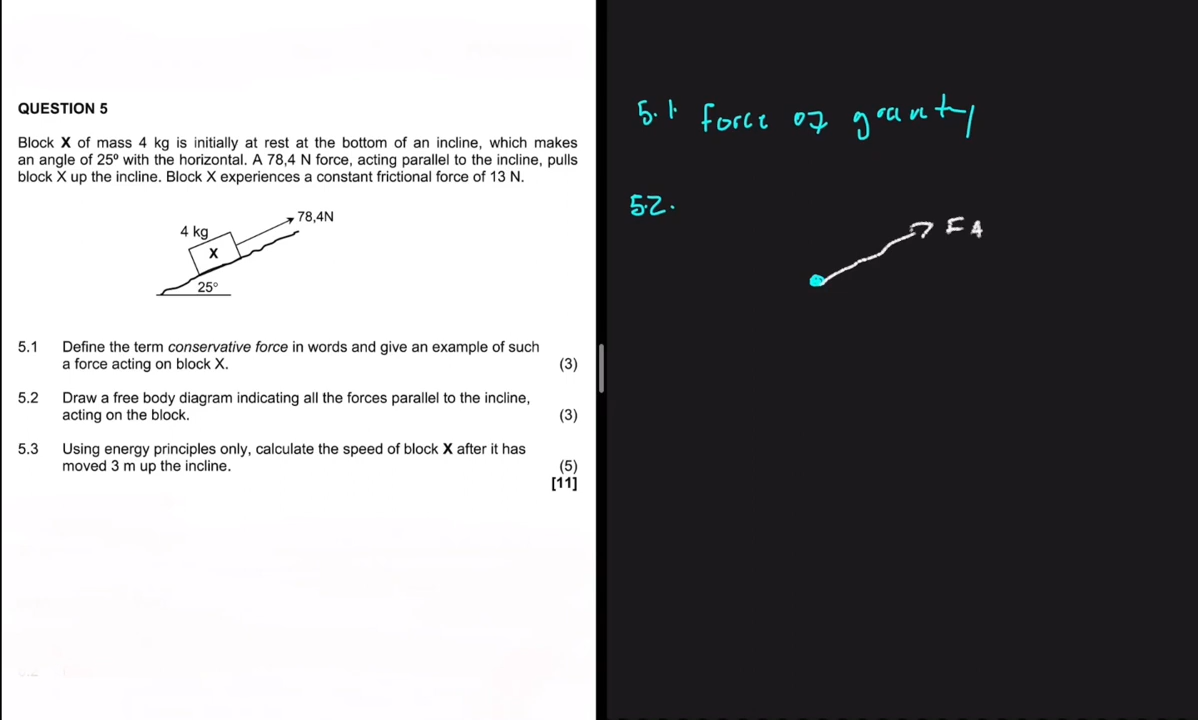 QUESTION 5
Block X of mass 4 kg is initially at rest at the bottom of an incline, which makes
an angle of 25º with the horizontal. A 78,4 N force, acting parallel to the incline, pulls
block X up the incline. Block X experiences a constant frictional force of 13 N.
78,4N
4 kg
X
25°
5.1 Define the term conservative force in words and give an example of such
a force acting on block X. (3)
5.2 Draw a free body diagram indicating all the forces parallel to the incline,
acting on the block. (3)
5.3 Using energy principles only, calculate the speed of block X after it has
moved 3 m up the incline. (5)
[11]
5.1. Force of gravity
5.2.
FA